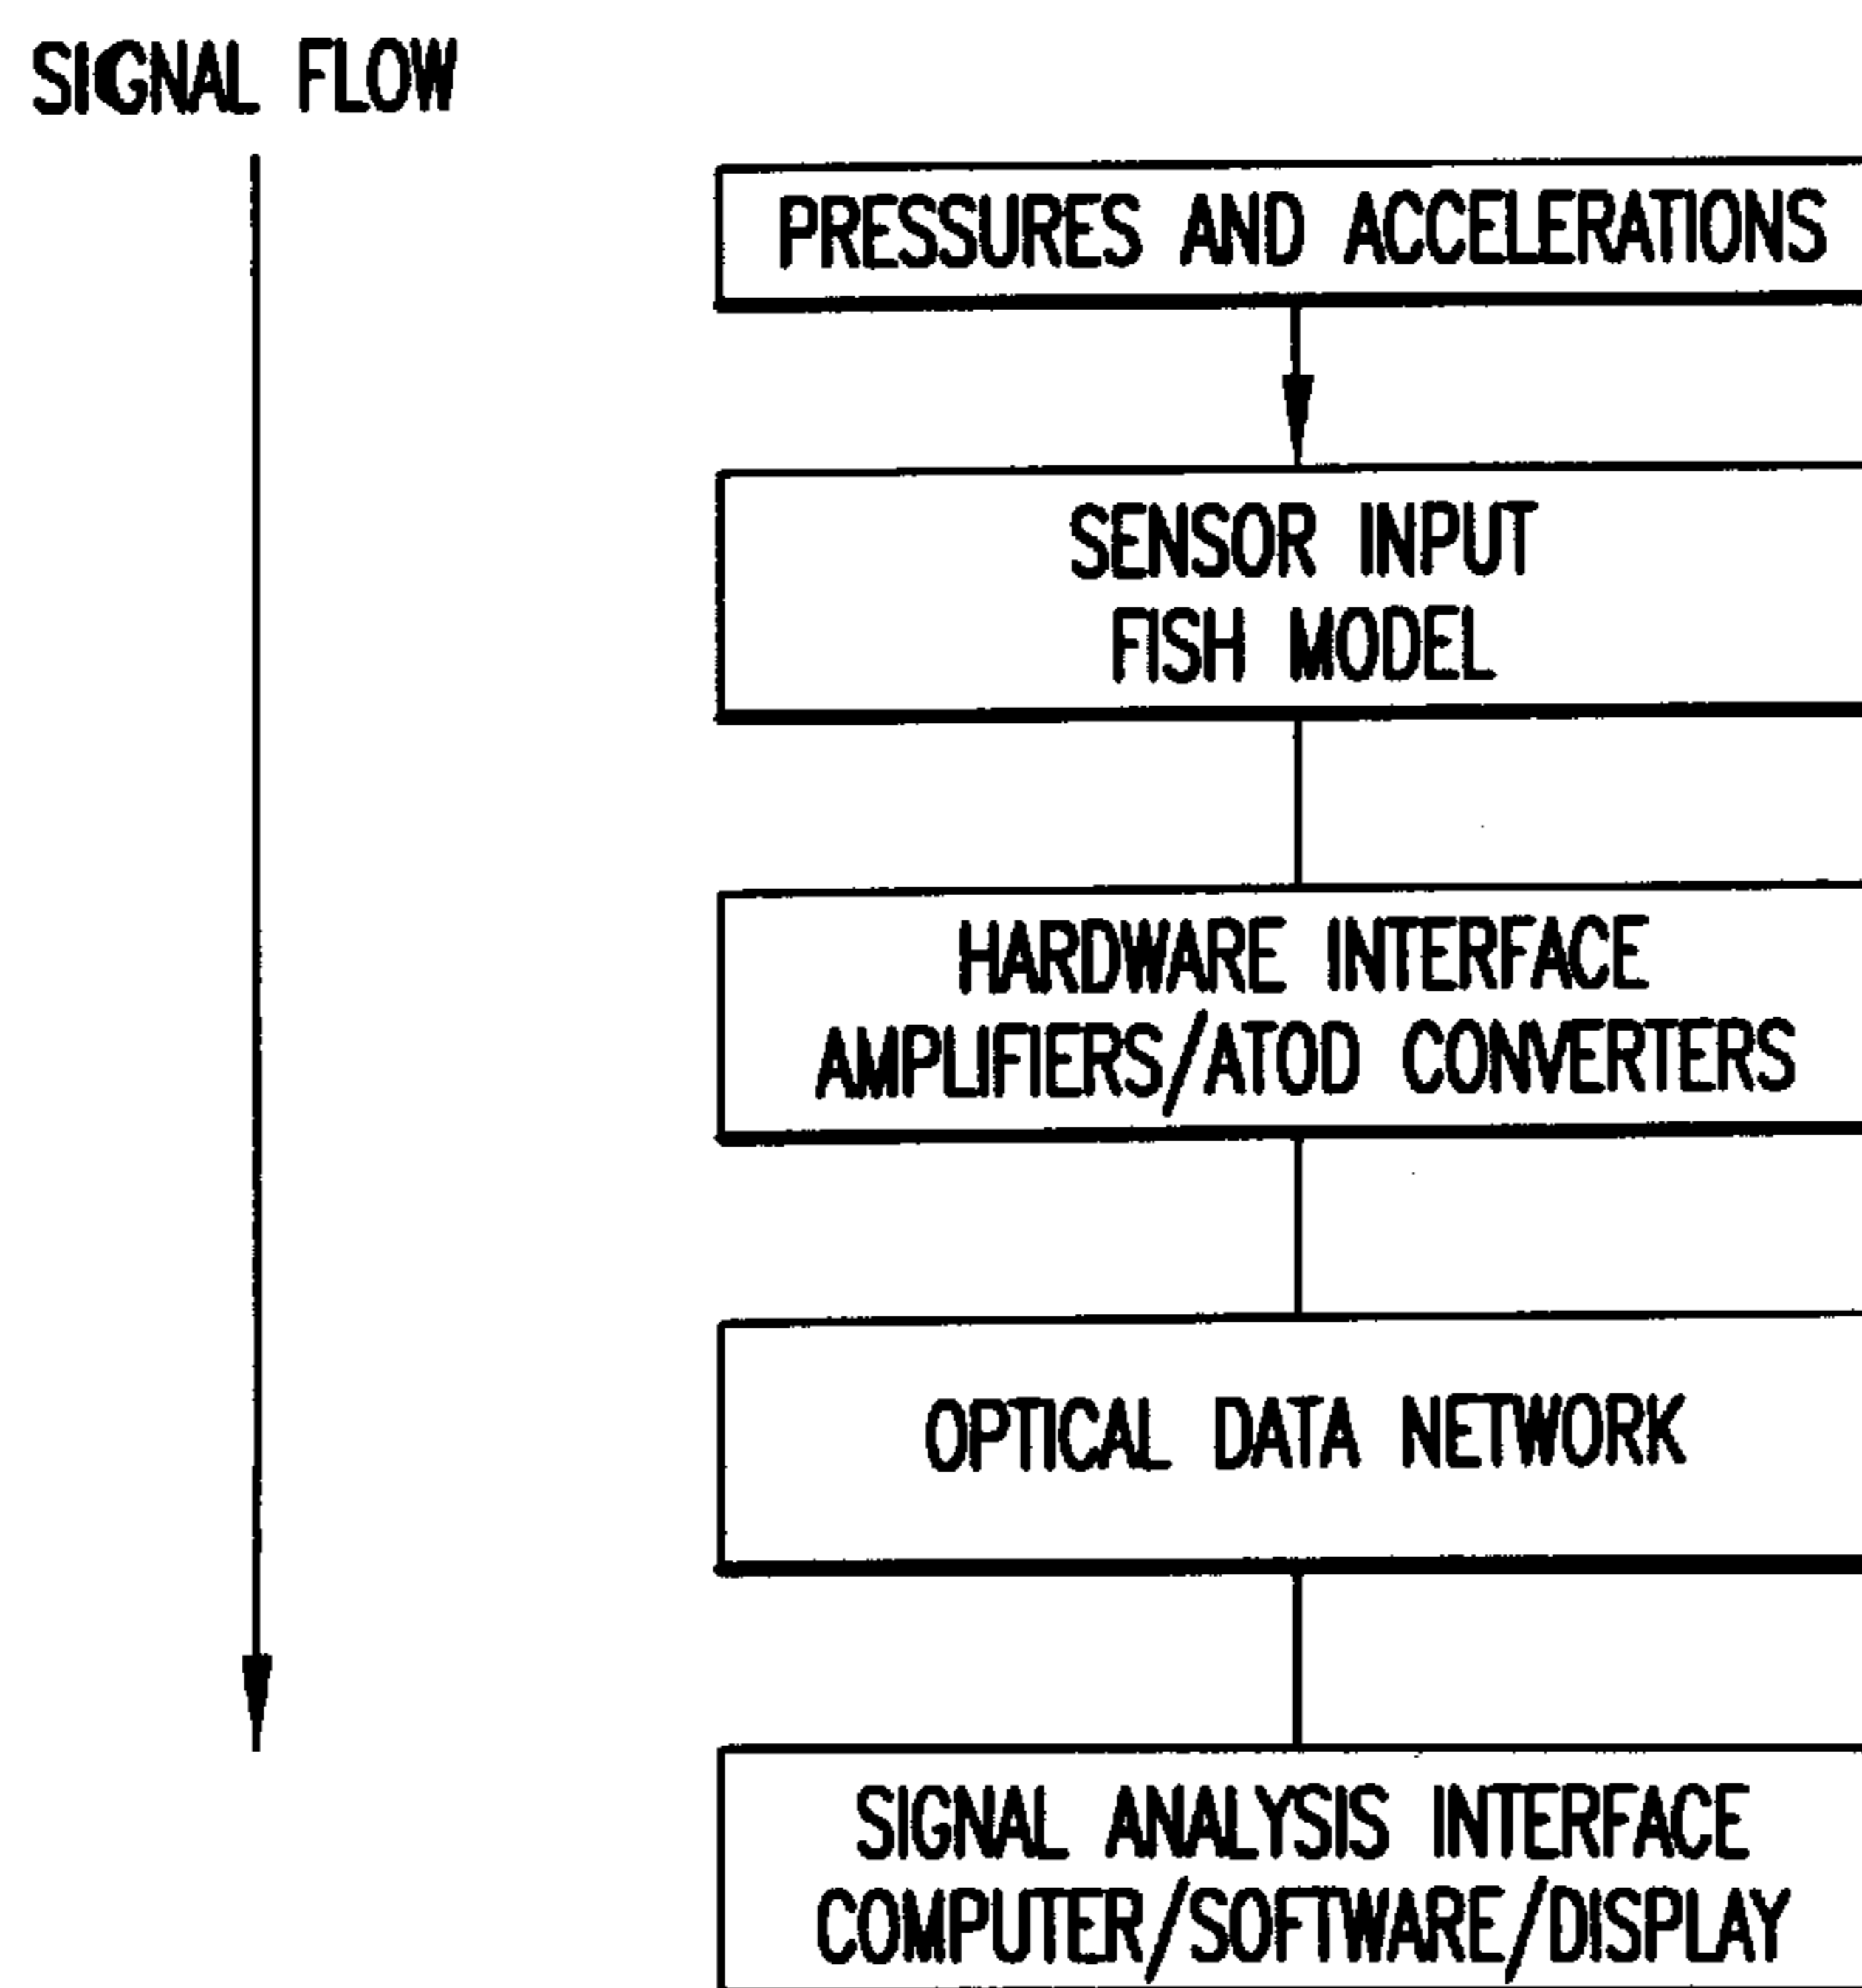 SIGNAL FLOW
PRESSURES AND ACCELERATIONS
SENSOR INPUT
FISH MODEL
HARDWARE INTERFACE
AMPLIFIERS/ATOD CONVERTERS
OPTICAL DATA NETWORK
SIGNAL ANALYSIS INTERFACE
COMPUTER/SOFTWARE/DISPLAY